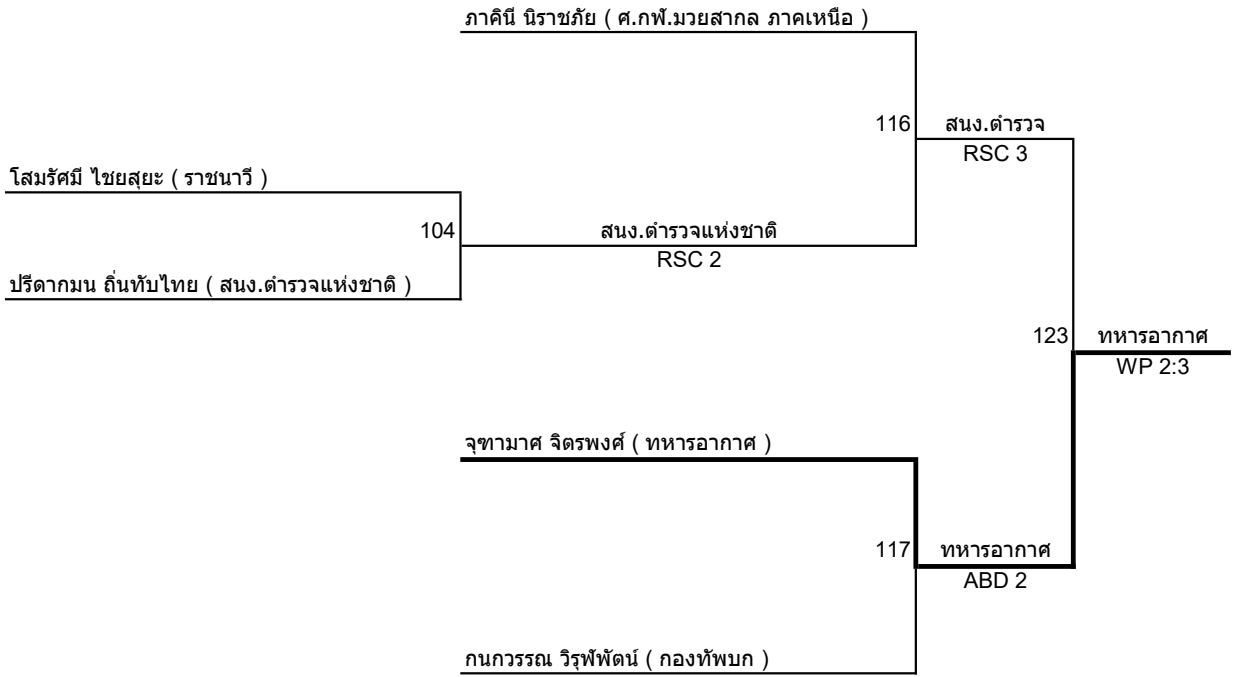 ภาคินี นิราชภัย ( ศ.กฬ.มวยสากล ภาคเหนือ )
116 สนง.ตำรวจ
RSC 3
โสมรัศมี ไชยสุยะ ( ราชนาวี )
104 สนง.ตำรวจแห่งชาติ
RSC 2
ปรีดากมน ถิ่นทับไทย ( สนง.ตำรวจแห่งชาติ )
123 ทหารอากาศ
WP 2:3
จุฑามาศ จิตรพงศ์ ( ทหารอากาศ )
117 ทหารอากาศ
ABD 2
กนกวรรณ วิรุฬพัตน์ ( กองทัพบก )